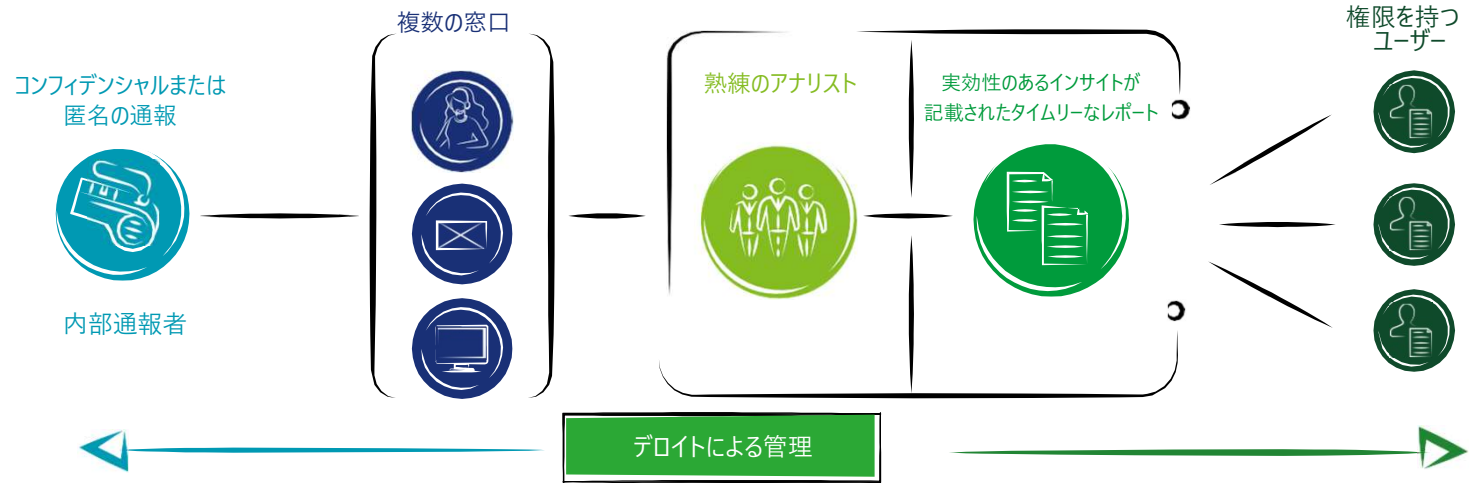 複数の窓口
権限を持つ
ユーザー
コンフィデンシャルまたは
匿名の通報
熟練のアナリスト
実効性のあるインサイトが
記載されたタイムリーなレポート
内部通報者
デロイトによる管理